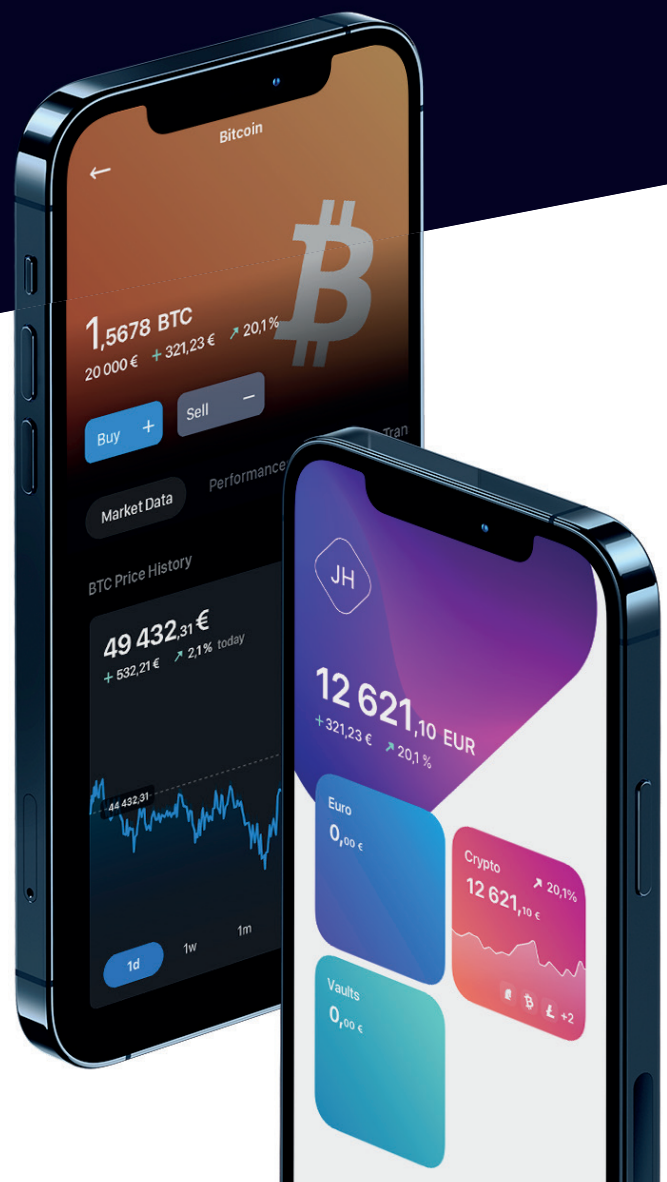 Bitcoin
←
1,5678 BTC
20 000 € + 321,23 € ↗ 20,1 %
Buy +
Sell −
Market Data
Performance
Tran
BTC Price History
49 432,31 €
+ 532,21 € ↗ 2,1 % today
44 432,31
1d
1w
1m
JH
12 621,10 EUR
+ 321,23 € ↗ 20,1 %
Euro
0,00 €
Crypto
↗ 20,1%
12 621,10 €
+2
Vaults
0,00 €